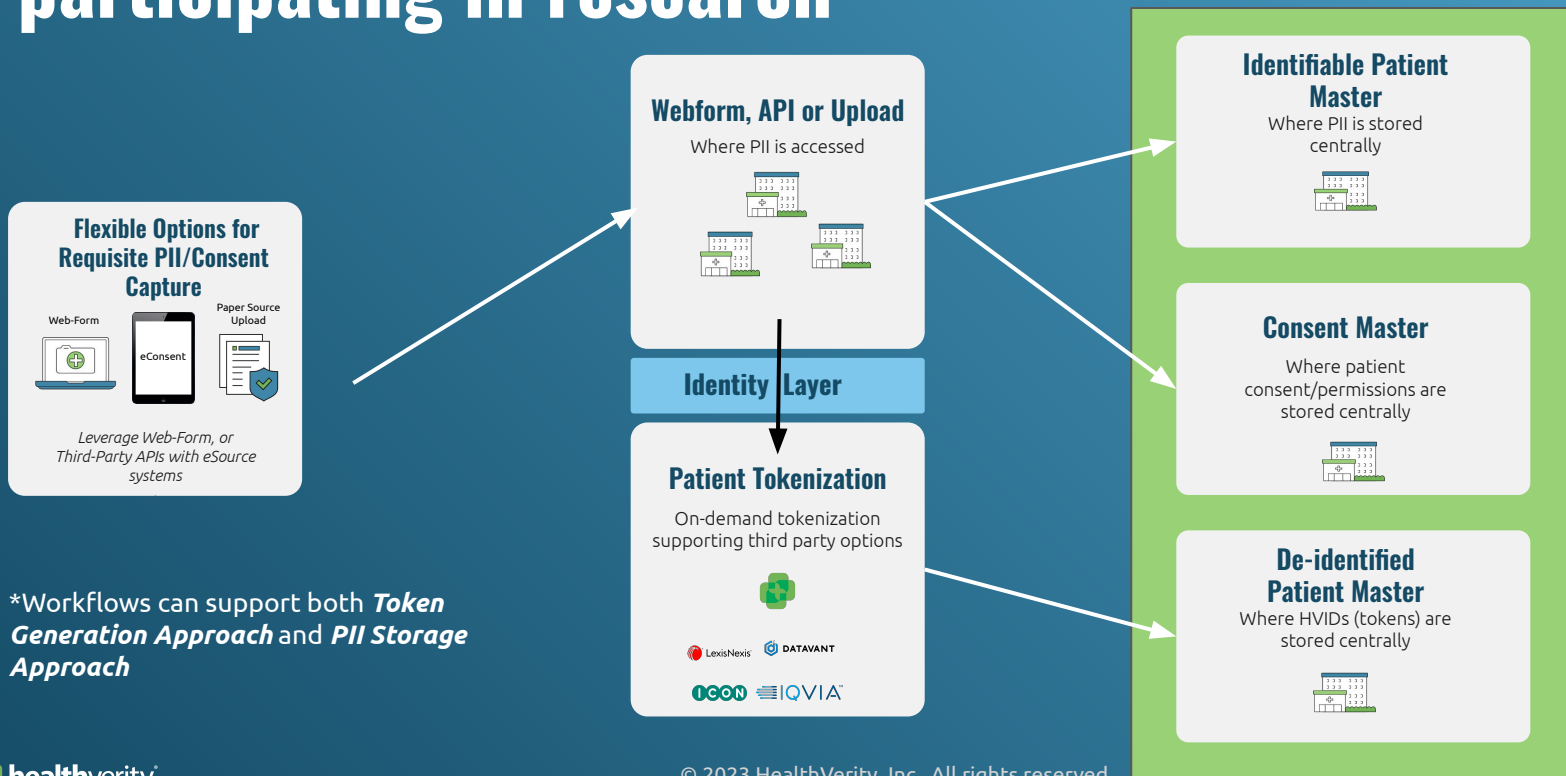 participating in research
Flexible Options for
Requisite PII/Consent
Capture
Web-Form
eConsent
Paper Source
Upload
Leverage Web-Form, or
Third-Party APIs with eSource
systems
*Workflows can support both Token
Generation Approach and PII Storage
Approach
Webform, API or Upload
Where PII is accessed
Identity Layer
Patient Tokenization
On-demand tokenization
supporting third party options
LexisNexis
DATAVANT
ICON
IQVIA™
Identifiable Patient
Master
Where PII is stored
centrally
Consent Master
Where patient
consent/permissions are
stored centrally
De-identified
Patient Master
Where HVIDs (tokens) are
stored centrally
healthverity
© 2023 HealthVerity, Inc. All rights reserved